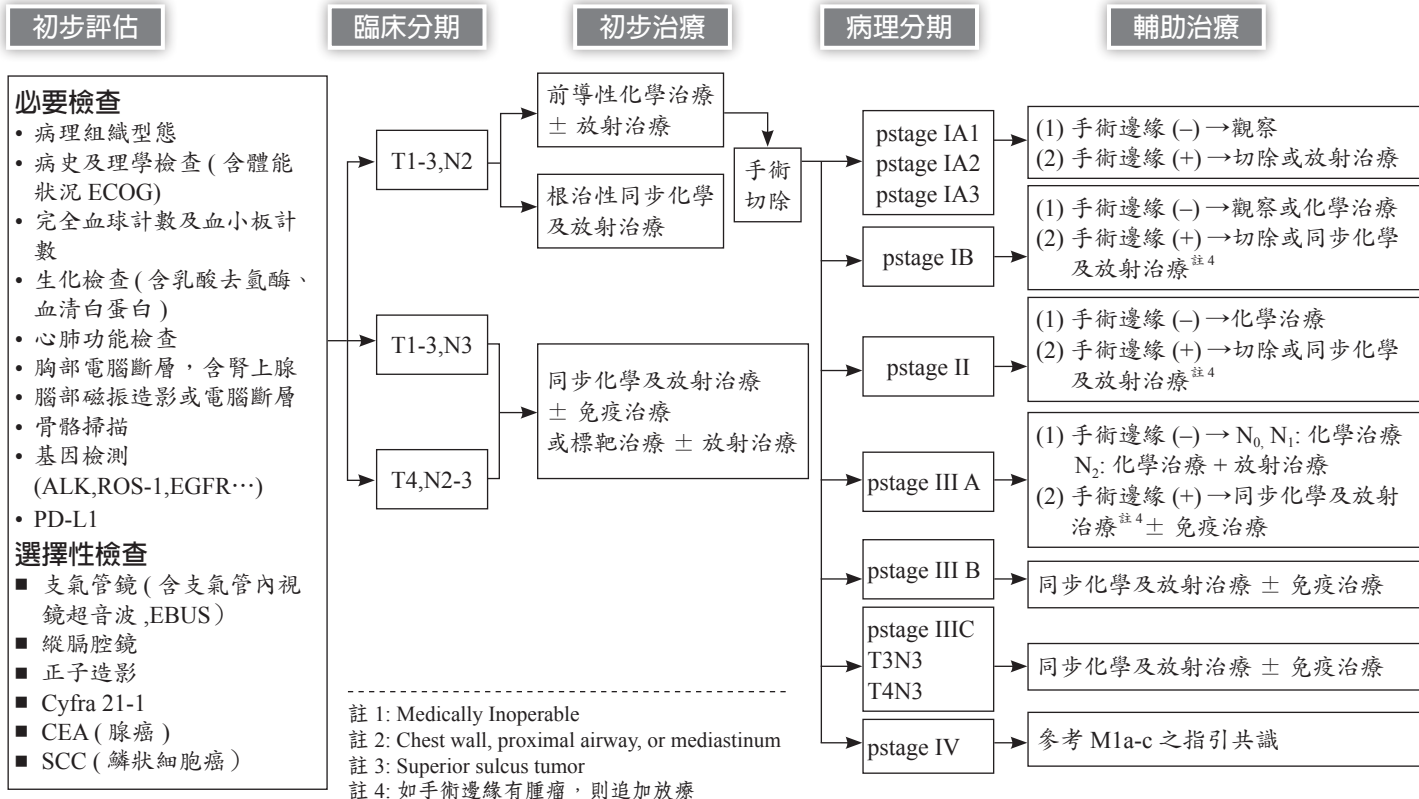 初步評估
臨床分期
初步治療
病理分期
輔助治療
必要檢查
• 病理組織型態
• 病史及理學檢查 ( 含體能
狀況 ECOG)
• 完全血球計數及血小板計
數
• 生化檢查 ( 含乳酸去氫酶、
血清白蛋白 )
• 心肺功能檢查
• 胸部電腦斷層，含腎上腺
• 腦部磁振造影或電腦斷層
• 骨骼掃描
• 基因檢測
(ALK,ROS-1,EGFR…)
• PD-L1
選擇性檢查
■ 支氣管鏡 ( 含支氣管內視
鏡超音波 ,EBUS）
■ 縱膈腔鏡
■ 正子造影
■ Cyfra 21-1
■ CEA ( 腺癌 )
■ SCC ( 鱗狀細胞癌）
T1-3,N2
T1-3,N3
T4,N2-3
前導性化學治療
± 放射治療
根治性同步化學
及放射治療
手術
切除
同步化學及放射治療
± 免疫治療
或標靶治療 ± 放射治療
pstage IA1
pstage IA2
pstage IA3
pstage IB
pstage II
pstage III A
pstage III B
pstage IIIC
T3N3
T4N3
pstage IV
(1) 手術邊緣 (–) →觀察
(2) 手術邊緣 (+) →切除或放射治療
(1) 手術邊緣 (–) →觀察或化學治療
(2) 手術邊緣 (+) →切除或同步化學
及放射治療註 4
(1) 手術邊緣 (–) →化學治療
(2) 手術邊緣 (+) →切除或同步化學
及放射治療註 4
(1) 手術邊緣 (–) → N0, N1: 化學治療
N2: 化學治療 + 放射治療
(2) 手術邊緣 (+) →同步化學及放射
治療註 4 ± 免疫治療
同步化學及放射治療 ± 免疫治療
同步化學及放射治療 ± 免疫治療
參考 M1a-c 之指引共識
註 1: Medically Inoperable
註 2: Chest wall, proximal airway, or mediastinum
註 3: Superior sulcus tumor
註 4: 如手術邊緣有腫瘤，則追加放療